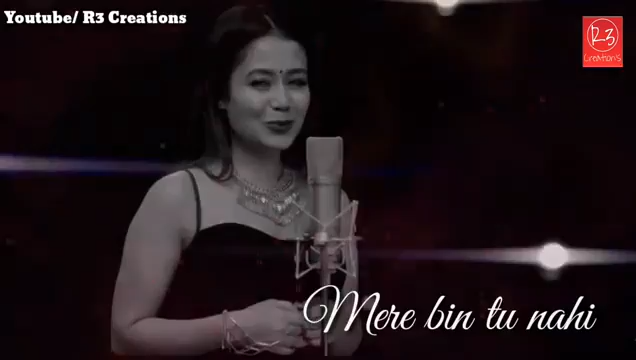 Youtube/ R3 Creations
R3
Creations
Mere bin tu nahi